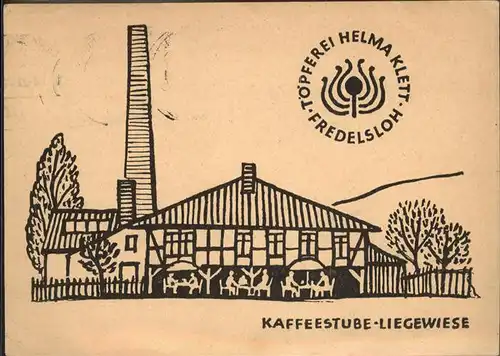 TÖPFEREI HELMA KLETT · FREDELSLOH ·
KAFFEESTUBE-LIEGEWIESE